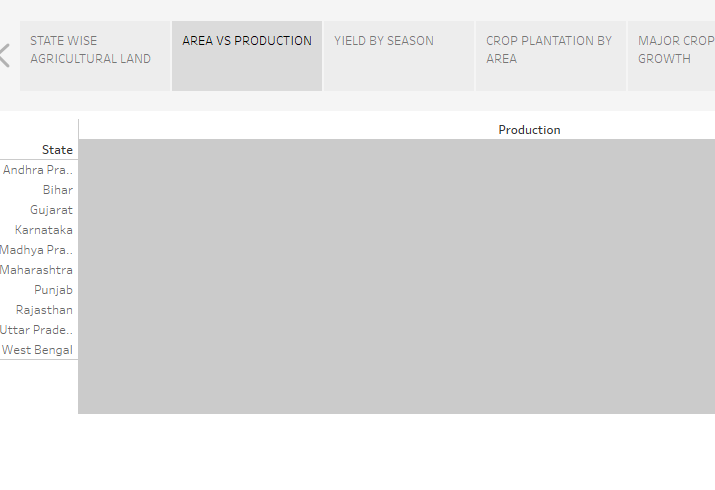 STATE WISE
AGRICULTURAL LAND
AREA VS PRODUCTION
YIELD BY SEASON
CROP PLANTATION BY
AREA
MAJOR CROP
GROWTH
Production
State
Andhra Pra..
Bihar
Gujarat
Karnataka
Madhya Pra..
Maharashtra
Punjab
Rajasthan
Uttar Prade..
West Bengal